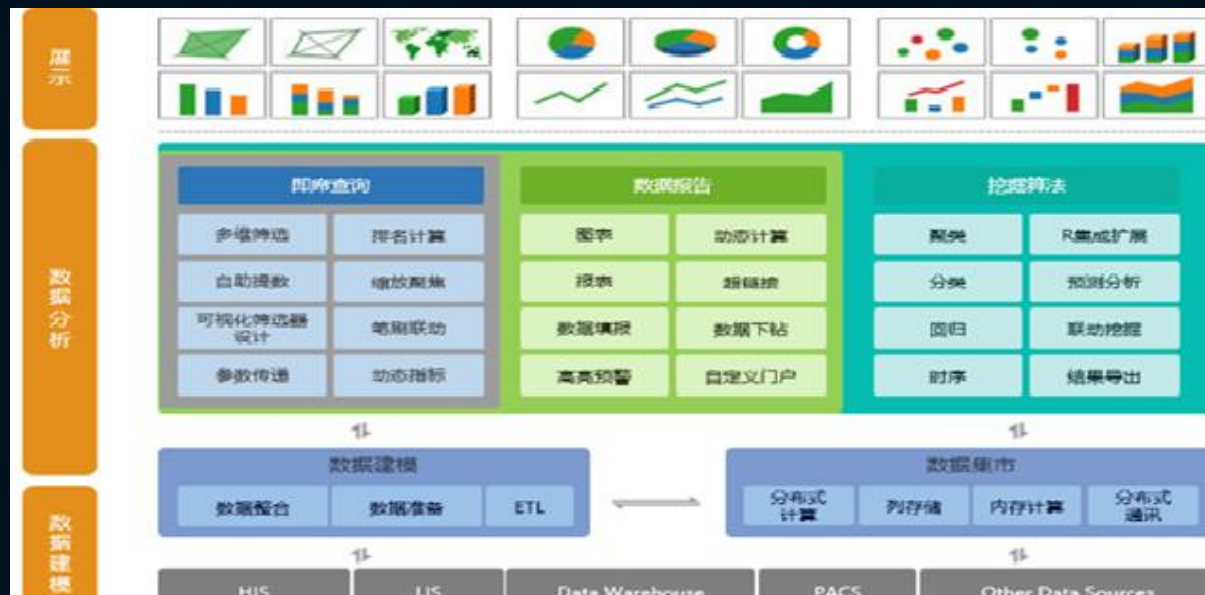 展示
数据分析
数据建模
即席查询
多维筛选
排名计算
自助提数
缩放聚焦
可视化筛选器
设计
笔刷联动
参数传递
动态指标
数据报告
图表
动态计算
报表
超链接
数据填报
数据下钻
高亮预警
自定义门户
挖掘算法
聚类
R集成扩展
分类
预测分析
回归
联动挖掘
时序
结果导出
数据建模
数据整合
数据准备
ETL
数据集市
分布式
计算
列存储
内存计算
分布式
通讯
HIS
LIS
Data Warehouse
PACS
Other Data Sources